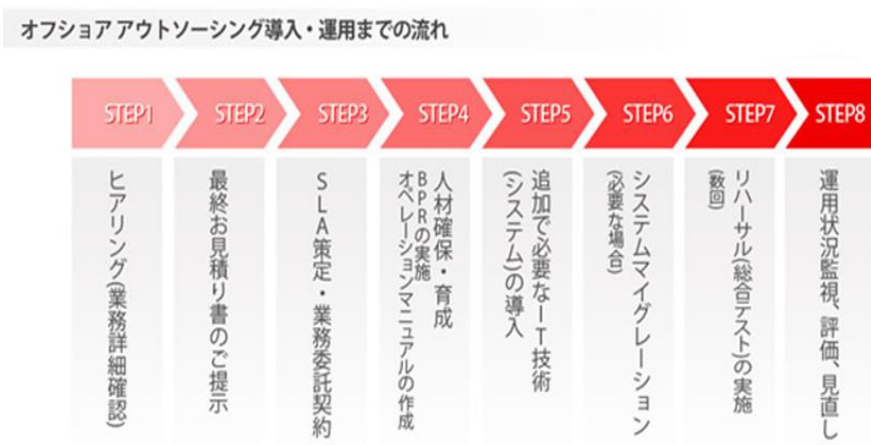 オフショア アウトソーシング導入・運用までの流れ
STEP1
STEP2
STEP3
STEP4
STEP5
STEP6
STEP7
STEP8
ヒアリング(業務詳細確認)
最終お見積り書のご提示
SLA策定・業務委託契約
人材確保・育成
BPRの実施
オペレーションマニュアルの作成
追加で必要なIT技術
(システム)の導入
システムマイグレーション
(必要な場合)
リハーサル(総合テスト)の実施
(数回)
運用状況監視、評価、見直し